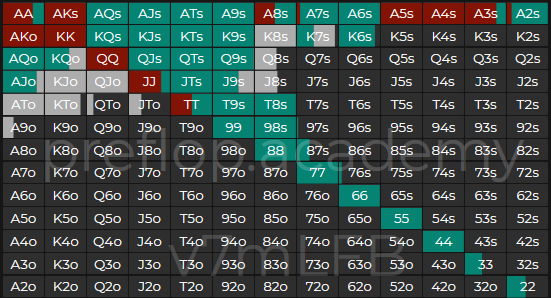 AA AKs AQs AJs ATs A9s A8s A7s A6s A5s A4s A3s A2s
AKo KK KQs KJs KTs K9s K8s K7s K6s K5s K4s K3s K2s
AQo KQo QQ QJs QTs Q9s Q8s Q7s Q6s Q5s Q4s Q3s Q2s
AJo KJo QJo JJ JTs J9s J8s J7s J6s J5s J4s J3s J2s
ATo KTo QTo JTo TT T9s T8s T7s T6s T5s T4s T3s T2s
A9o K9o Q9o J9o T9o 99 98s 97s 96s 95s 94s 93s 92s
A8o K8o Q8o J8o T8o 98o 88 87s 86s 85s 84s 83s 82s
preflop.academy
A7o K7o Q7o J7o T7o 97o 87o 77 76s 75s 74s 73s 72s
A6o K6o Q6o J6o T6o 96o 86o 76o 66 65s 64s 63s 62s
A5o K5o Q5o J5o T5o 95o 85o 75o 65o 55 54s 53s 52s
A4o K4o Q4o J4o T4o 94o 84o 74o 64o 54o 44 43s 42s
v7mLFB
A3o K3o Q3o J3o T3o 93o 83o 73o 63o 53o 43o 33 32s
A2o K2o Q2o J2o T2o 92o 82o 72o 62o 52o 42o 32o 22